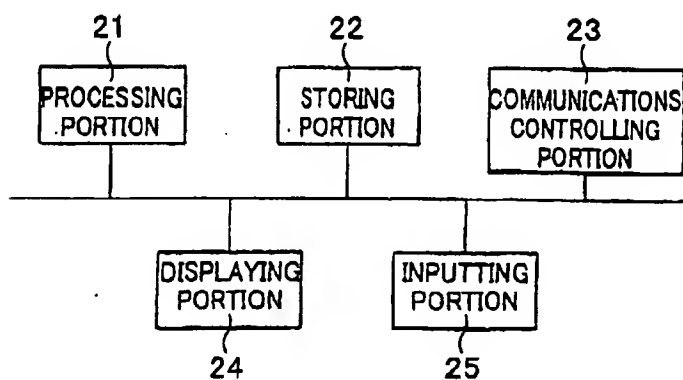 21
22
23
PROCESSING
PORTION
STORING
PORTION
COMMUNICATIONS
CONTROLLING
PORTION
DISPLAYING
PORTION
INPUTTING
PORTION
24
25